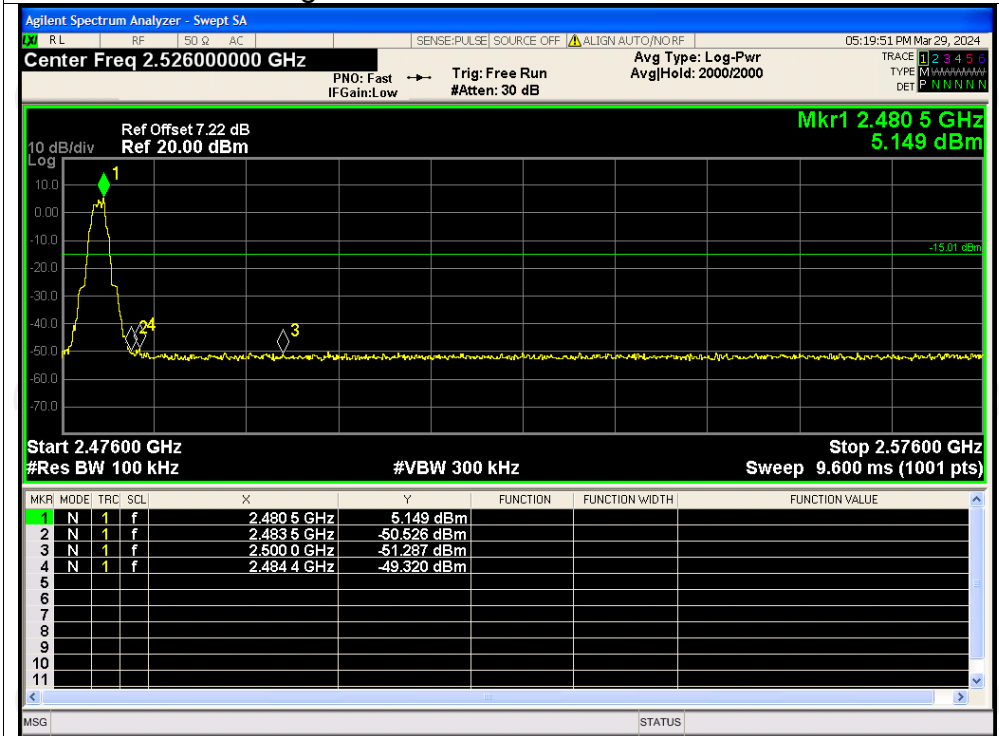 Agilent Spectrum Analyzer - Swept SA
LXI RL RF 50 Ω AC SENSE:PULSE SOURCE OFF ALIGN AUTO/NO RF 05:19:51 PM Mar 29, 2024
Center Freq 2.526000000 GHz
PNO: Fast
IFGain:Low
Trig: Free Run
#Atten: 30 dB
Avg Type: Log-Pwr
Avg|Hold: 2000/2000
TRACE 1 2 3 4 5 6
TYPE M W W W W W
DET P N N N N N
Mkr1 2.480 5 GHz
5.149 dBm
Ref Offset 7.22 dB
10 dB/div Ref 20.00 dBm
Log
1
10.0
0.00
-10.0
-15.01 dBm
-20.0
-30.0
-40.0
2 4 3
-50.0
-60.0
-70.0
Start 2.47600 GHz Stop 2.57600 GHz
#Res BW 100 kHz #VBW 300 kHz Sweep 9.600 ms (1001 pts)
MKR MODE TRC SCL X Y FUNCTION FUNCTION WIDTH FUNCTION VALUE
1 N 1 f 2.480 5 GHz 5.149 dBm
2 N 1 f 2.483 5 GHz -50.526 dBm
3 N 1 f 2.500 0 GHz -51.287 dBm
4 N 1 f 2.484 4 GHz -49.320 dBm
5
6
7
8
9
10
11
MSG STATUS